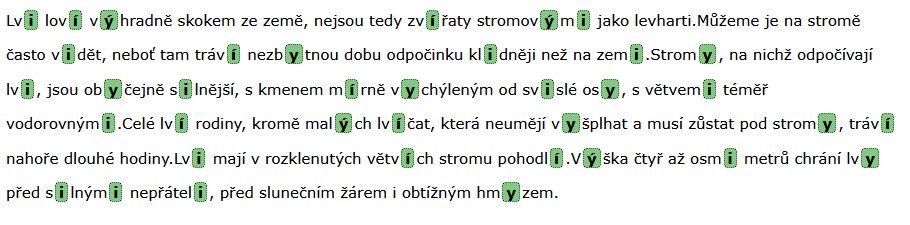 Lvi loví výhradně skokem ze země, nejsou tedy zvířaty stromovými jako levharti.Můžeme je na stromě
často vidět, neboť tam tráví nezbytnou dobu odpočinku klidněji než na zemi.Stromy, na nichž odpočívají
lvi, jsou obyčejně silnější, s kmenem mírně vychýleným od svislé osy, s větvemi téměř
vodorovnými.Celé lví rodiny, kromě malých lvíčat, která neumějí vyšplhat a musí zůstat pod stromy, tráví
nahoře dlouhé hodiny.Lvi mají v rozklenutých větvích stromu pohodlí.Výška čtyř až osmi metrů chrání lvy
před silnými nepřáteli, před slunečním žárem i obtížným hmyzem.